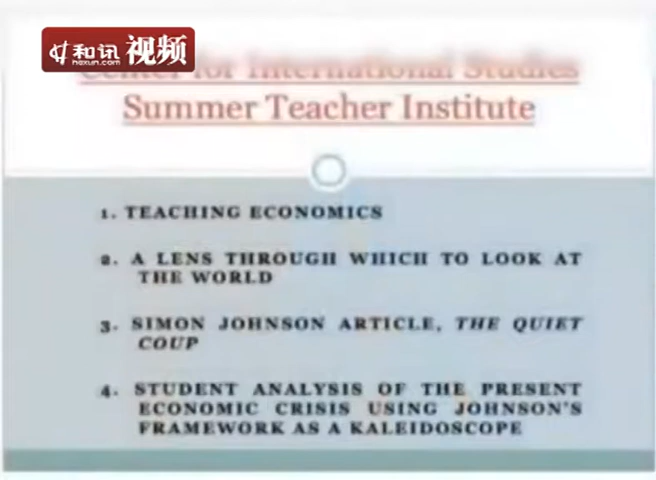 和讯 视频
hexun.com
Center for International Studies
Summer Teacher Institute
1. TEACHING ECONOMICS
2. A LENS THROUGH WHICH TO LOOK AT
THE WORLD
3. SIMON JOHNSON ARTICLE, THE QUIET
COUP
4. STUDENT ANALYSIS OF THE PRESENT
ECONOMIC CRISIS USING JOHNSON'S
FRAMEWORK AS A KALEIDOSCOPE